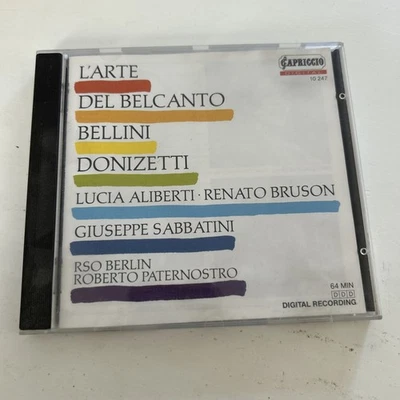 L'ARTE
DEL BELCANTO
BELLINI
DONIZETTI
LUCIA ALIBERTI · RENATO BRUSON
GIUSEPPE SABBATINI
RSO BERLIN
ROBERTO PATERNOSTRO
CAPRICCIO
DIGITAL
10 247
64 MIN
DDD
DIGITAL RECORDING